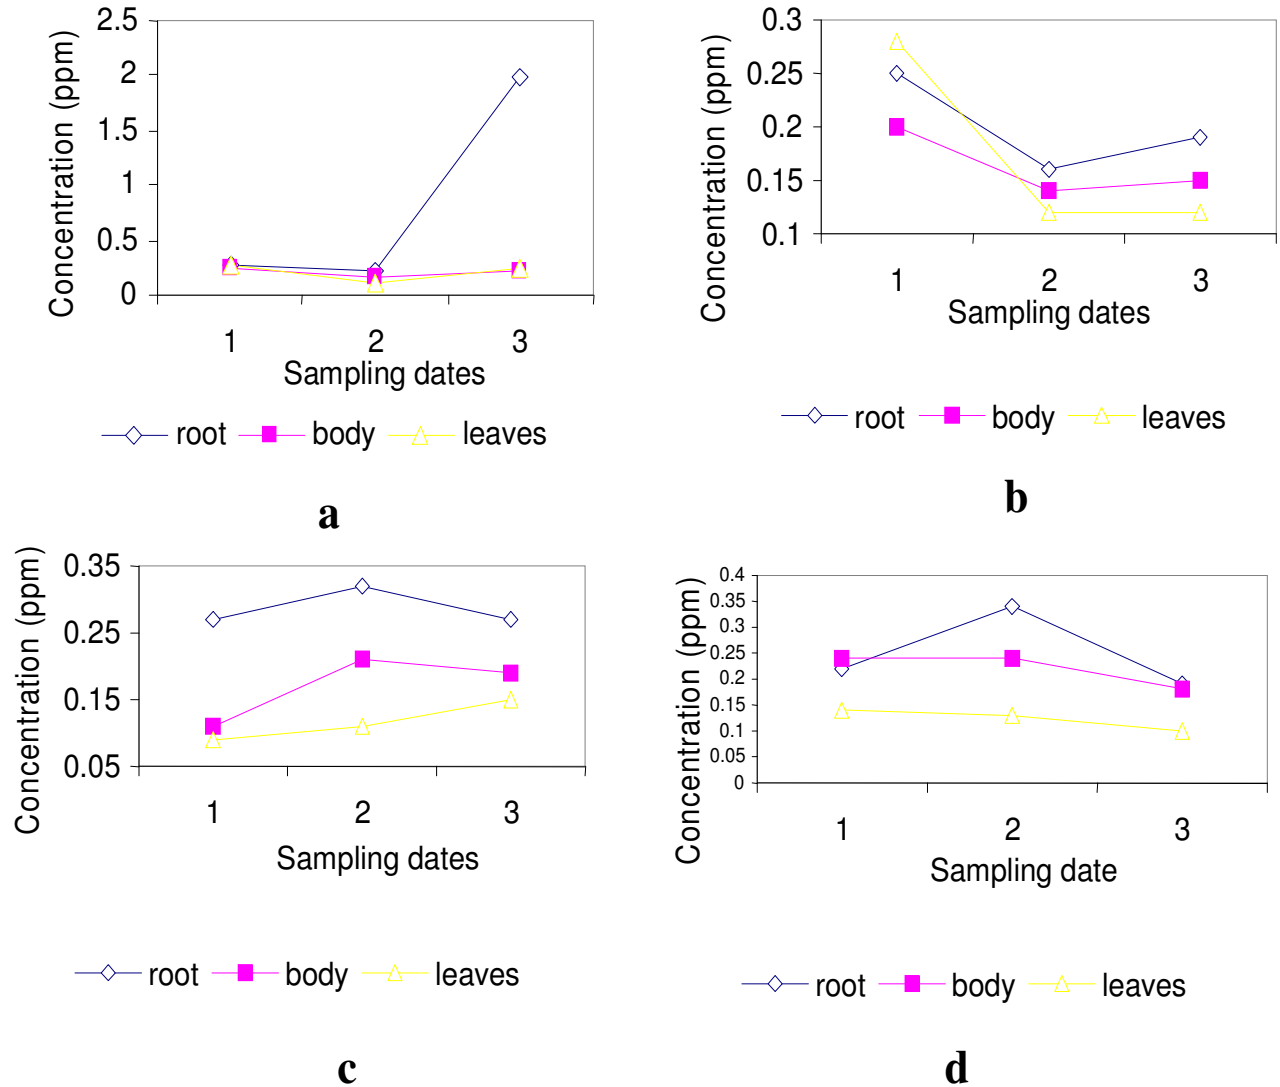 Concentration (ppm)
2.5
2
1.5
1
0.5
0
1 2 3
Sampling dates
root body leaves
a
Concentration (ppm)
0.3
0.25
0.2
0.15
0.1
1 2 3
Sampling dates
root body leaves
b
Concentration (ppm)
0.35
0.25
0.15
0.05
1 2 3
Sampling dates
root body leaves
c
Concentration (ppm)
0.4
0.35
0.3
0.25
0.2
0.15
0.1
0.05
0
1 2 3
Sampling date
root body leaves
d